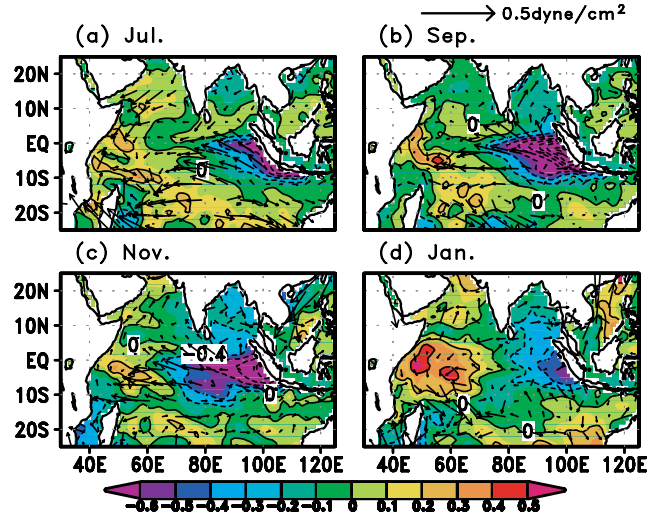 0.5dyne/cm²
(a) Jul.
(b) Sep.
20N
10N
EQ
10S
20S
0
0
0
(c) Nov.
(d) Jan.
20N
10N
EQ
10S
20S
0
-0.4
0
0
0
40E 60E 80E 100E 120E
40E 60E 80E 100E 120E
-0.6 -0.5 -0.4 -0.3 -0.2 -0.1 0 0.1 0.2 0.3 0.4 0.6